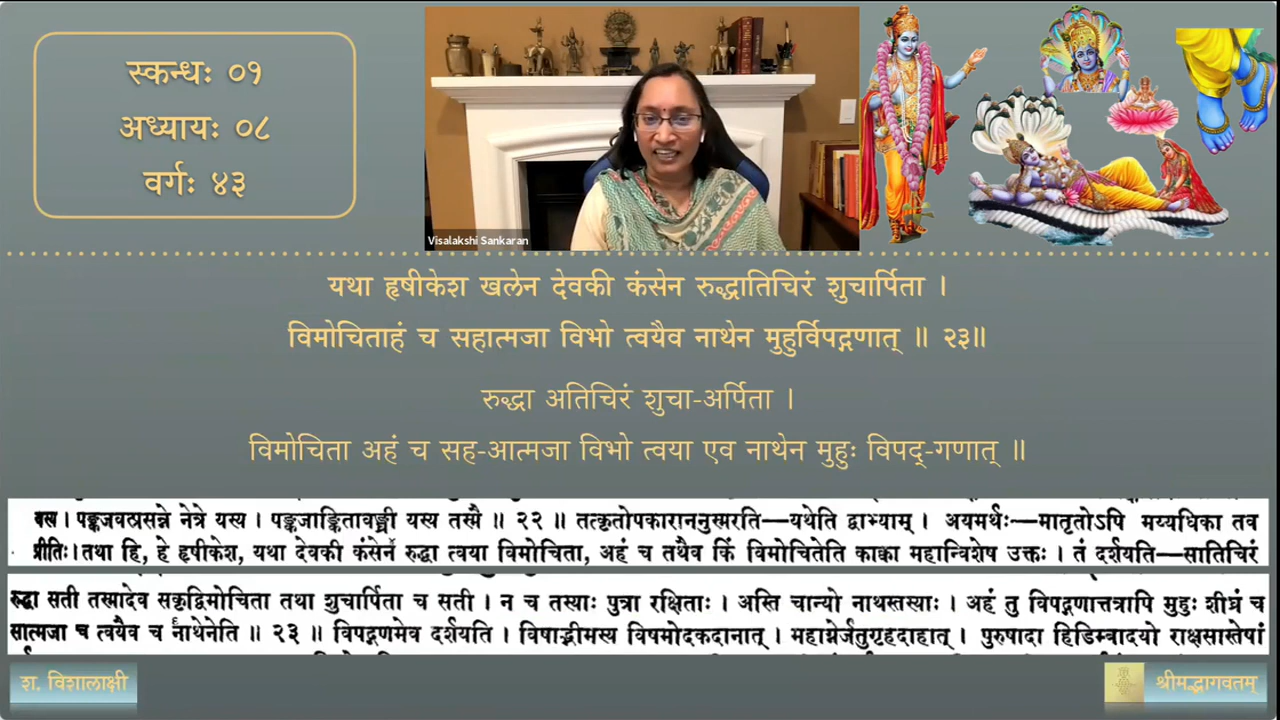 स्कन्धः ०१
अध्यायः ०८
वर्गः ४३
Visalakshi Sankaran
यथा हृषीकेश खलेन देवकी कंसेन रुद्धातिचिरं शुचार्पिता ।
विमोचिताहं च सहात्मजा विभो त्वयैव नाथेन मुहुर्विपद्गणात् ॥ २३॥
रुद्धा अतिचिरं शुचा-अर्पिता ।
विमोचिता अहं च सह-आत्मजा विभो त्वया एव नाथेन मुहुः विपद्-गणात् ॥
यस्य । पङ्कजवत्प्रसन्ने नेत्रे यस्य । पङ्कजाङ्कितावङ्घ्री यस्य तस्मै ॥ २२ ॥ तत्कृतोपकाराननुस्मरति—यथेति द्वाभ्याम् । अयमर्थः—मातृतोऽपि मय्यधिका तव
प्रीतिः। तथा हि, हे हृषीकेश, यथा देवकी कंसेन रुद्धा त्वया विमोचिता, अहं च तथैव किं विमोचितेति काक्वा महान्विशेष उक्तः । तं दर्शयति—सातिचिरं
रुद्धा सती तस्मादेव सकृद्विमोचिता तथा शुचार्पिता च सती । न च तस्याः पुत्रा रक्षिताः । अस्ति चान्यो नाथस्तस्याः । अहं तु विपद्गणात्तत्रापि मुहुः शीघ्रं च
सात्मजा च त्वयैव च नाथेनेति ॥ २३ ॥ विपद्गणमेव दर्शयति । विषाद्भीमस्य विषमोदकदानात् । महाग्नेर्जतुगृहदाहात् । पुरुषादा हिडिम्बादयो राक्षसास्तेषां
श. विशालाक्षी
श्रीमद्भागवतम्